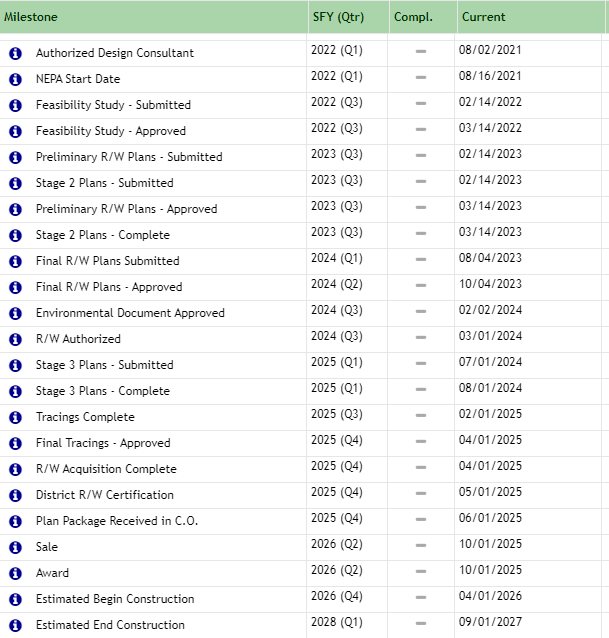 Milestone SFY (Qtr) Compl. Current
Authorized Design Consultant 2022 (Q1) 08/02/2021
NEPA Start Date 2022 (Q1) 08/16/2021
Feasibility Study - Submitted 2022 (Q3) 02/14/2022
Feasibility Study - Approved 2022 (Q3) 03/14/2022
Preliminary R/W Plans - Submitted 2023 (Q3) 02/14/2023
Stage 2 Plans - Submitted 2023 (Q3) 02/14/2023
Preliminary R/W Plans - Approved 2023 (Q3) 03/14/2023
Stage 2 Plans - Complete 2023 (Q3) 03/14/2023
Final R/W Plans Submitted 2024 (Q1) 08/04/2023
Final R/W Plans - Approved 2024 (Q2) 10/04/2023
Environmental Document Approved 2024 (Q3) 02/02/2024
R/W Authorized 2024 (Q3) 03/01/2024
Stage 3 Plans - Submitted 2025 (Q1) 07/01/2024
Stage 3 Plans - Complete 2025 (Q1) 08/01/2024
Tracings Complete 2025 (Q3) 02/01/2025
Final Tracings - Approved 2025 (Q4) 04/01/2025
R/W Acquisition Complete 2025 (Q4) 04/01/2025
District R/W Certification 2025 (Q4) 05/01/2025
Plan Package Received in C.O. 2025 (Q4) 06/01/2025
Sale 2026 (Q2) 10/01/2025
Award 2026 (Q2) 10/01/2025
Estimated Begin Construction 2026 (Q4) 04/01/2026
Estimated End Construction 2028 (Q1) 09/01/2027